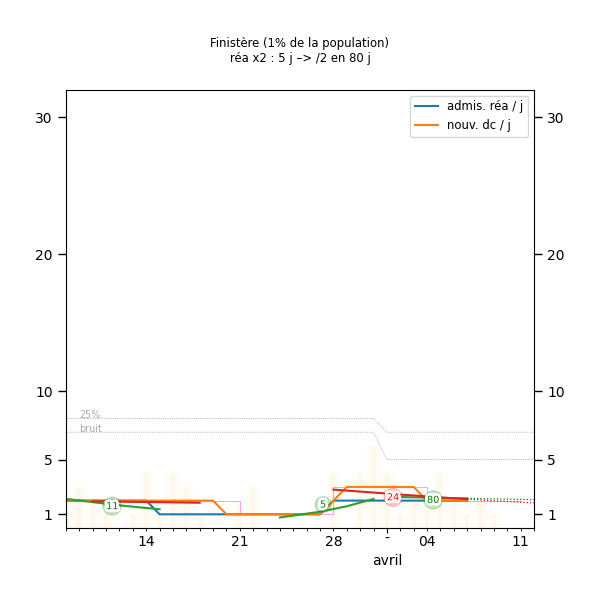 Finistère (1% de la population)
réa x2 : 5 j –> /2 en 80 j
admis. réa / j
nouv. dc / j
30 30
20 20
10 10
25%
bruit
5 5
11 5 24 80
1 1
14 21 28 - 04 11
avril